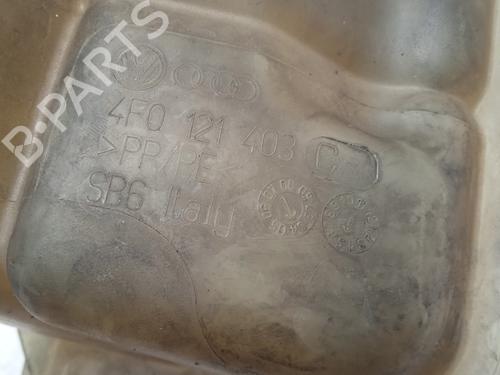 B-PARTS
4F0 121 403 C
>PP/PE<
SB6 Italy